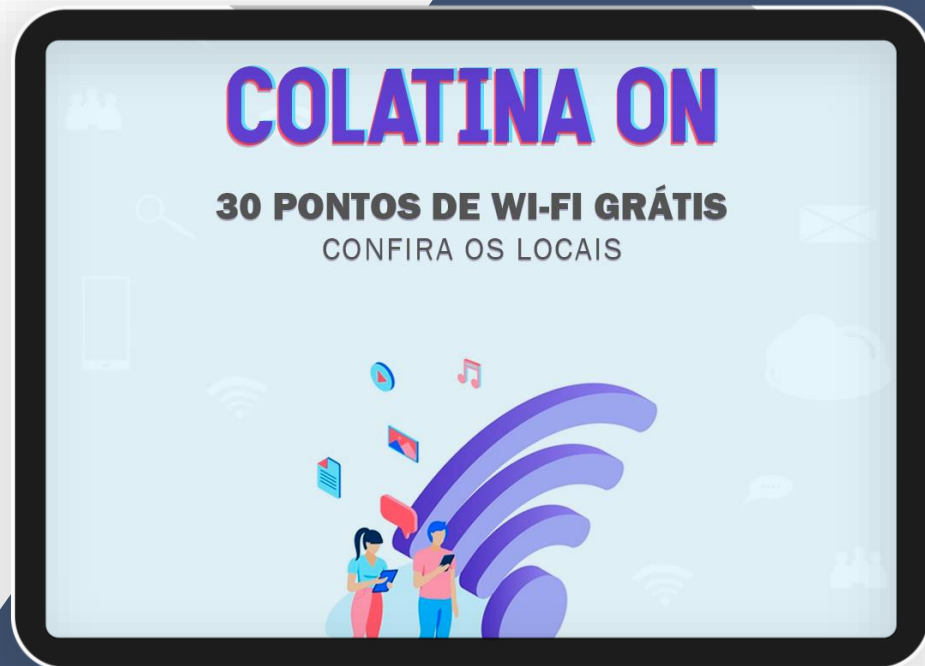 COLATINA ON
30 PONTOS DE WI-FI GRÁTIS
CONFIRA OS LOCAIS